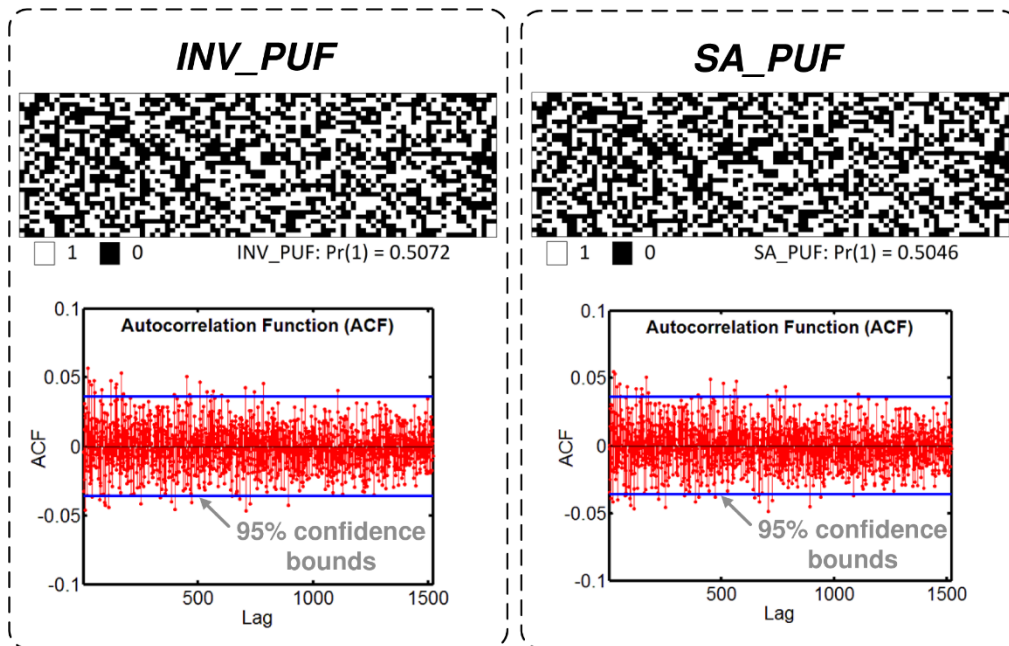 INV_PUF
1 0 INV_PUF: Pr(1) = 0.5072
0.1
Autocorrelation Function (ACF)
0.05
ACF
0
-0.05
95% confidence
bounds
-0.1
500 1000 1500
Lag
SA_PUF
1 0 SA_PUF: Pr(1) = 0.5046
0.1
Autocorrelation Function (ACF)
0.05
ACF
0
-0.05
95% confidence
bounds
-0.1
500 1000 1500
Lag